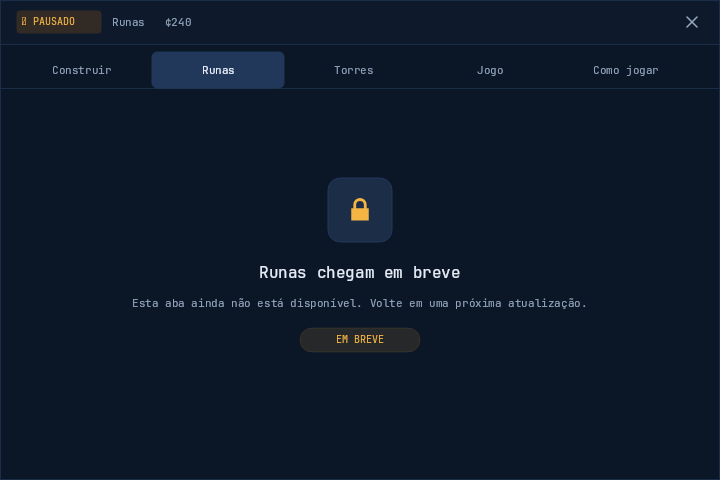 PAUSADO Runas ₵240
Construir Runas Torres Jogo Como jogar
Runas chegam em breve
Esta aba ainda não está disponível. Volte em uma próxima atualização.
EM BREVE